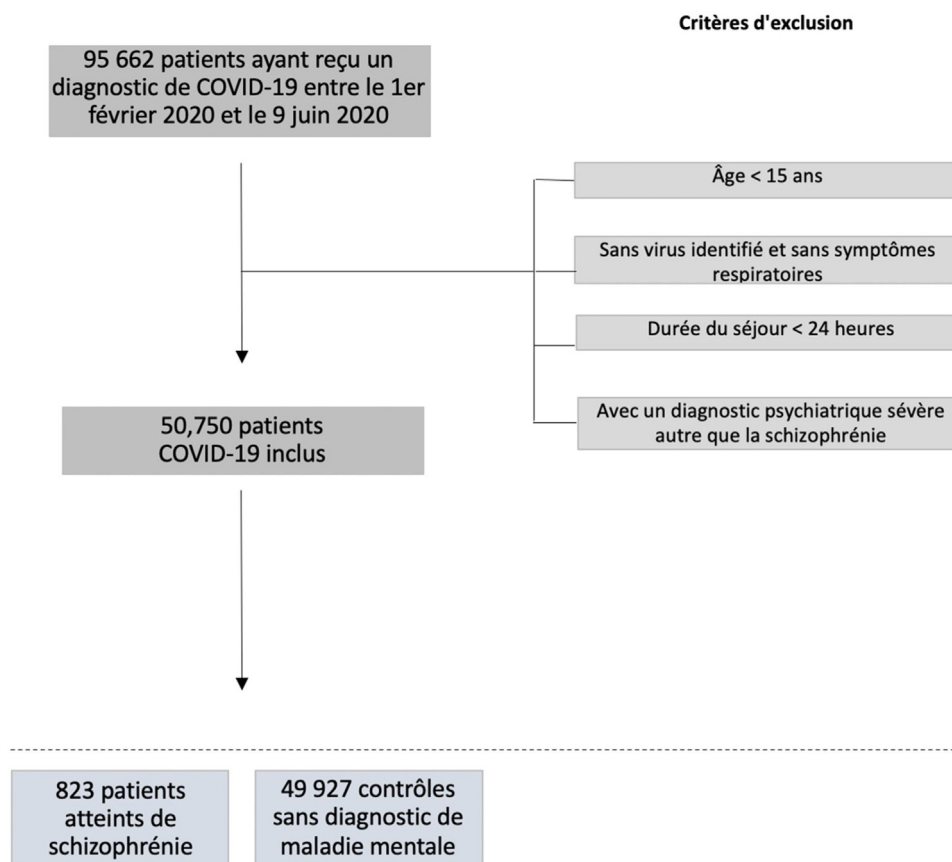 Critères d'exclusion
95 662 patients ayant reçu un
diagnostic de COVID-19 entre le 1er
février 2020 et le 9 juin 2020
Âge < 15 ans
Sans virus identifié et sans symptômes
respiratoires
Durée du séjour < 24 heures
Avec un diagnostic psychiatrique sévère
autre que la schizophrénie
50,750 patients
COVID-19 inclus
823 patients
atteints de
schizophrénie
49 927 contrôles
sans diagnostic de
maladie mentale